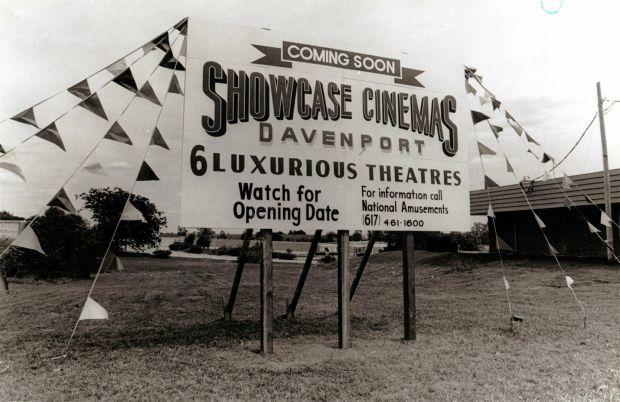 COMING SOON
SHOWCASE CINEMAS
DAVENPORT
6 LUXURIOUS THEATRES
Watch for
Opening Date
For information call
National Amusements
(617) 461-1600